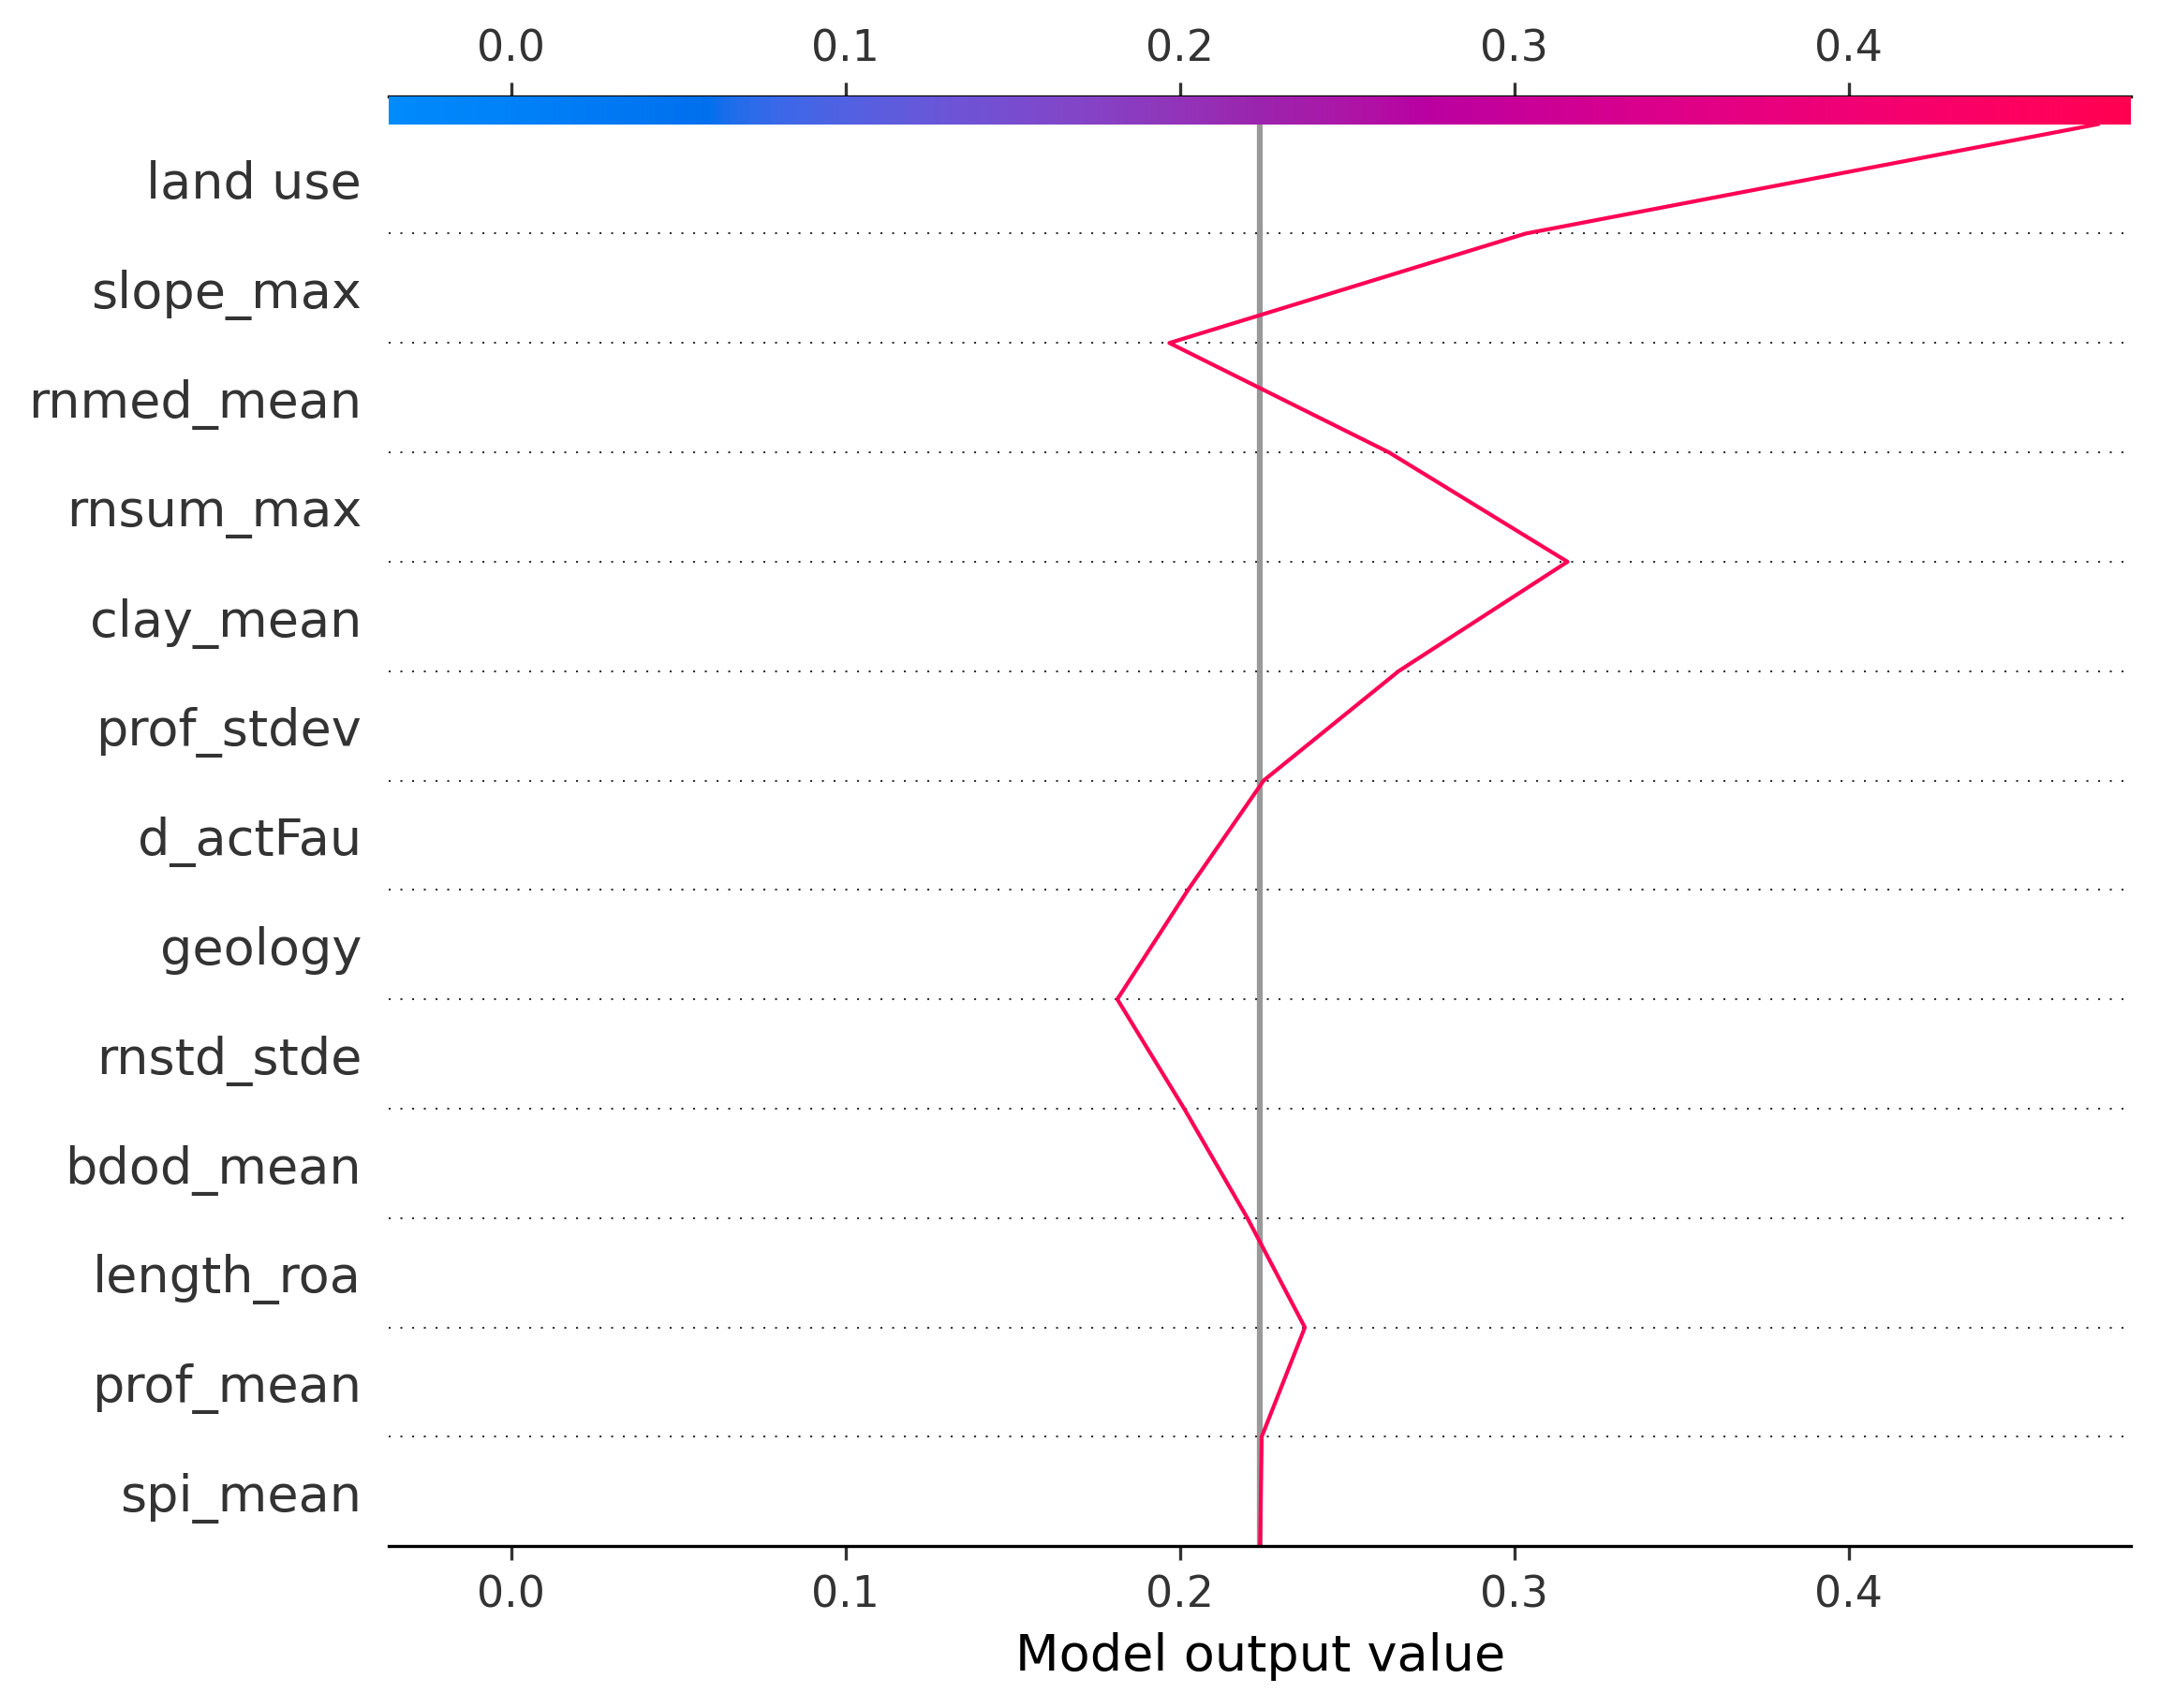 0.0 0.1 0.2 0.3 0.4
land use
slope_max
rnmed_mean
rnsum_max
clay_mean
prof_stdev
d_actFau
geology
rnstd_stde
bdod_mean
length_roa
prof_mean
spi_mean
0.0 0.1 0.2 0.3 0.4
Model output value